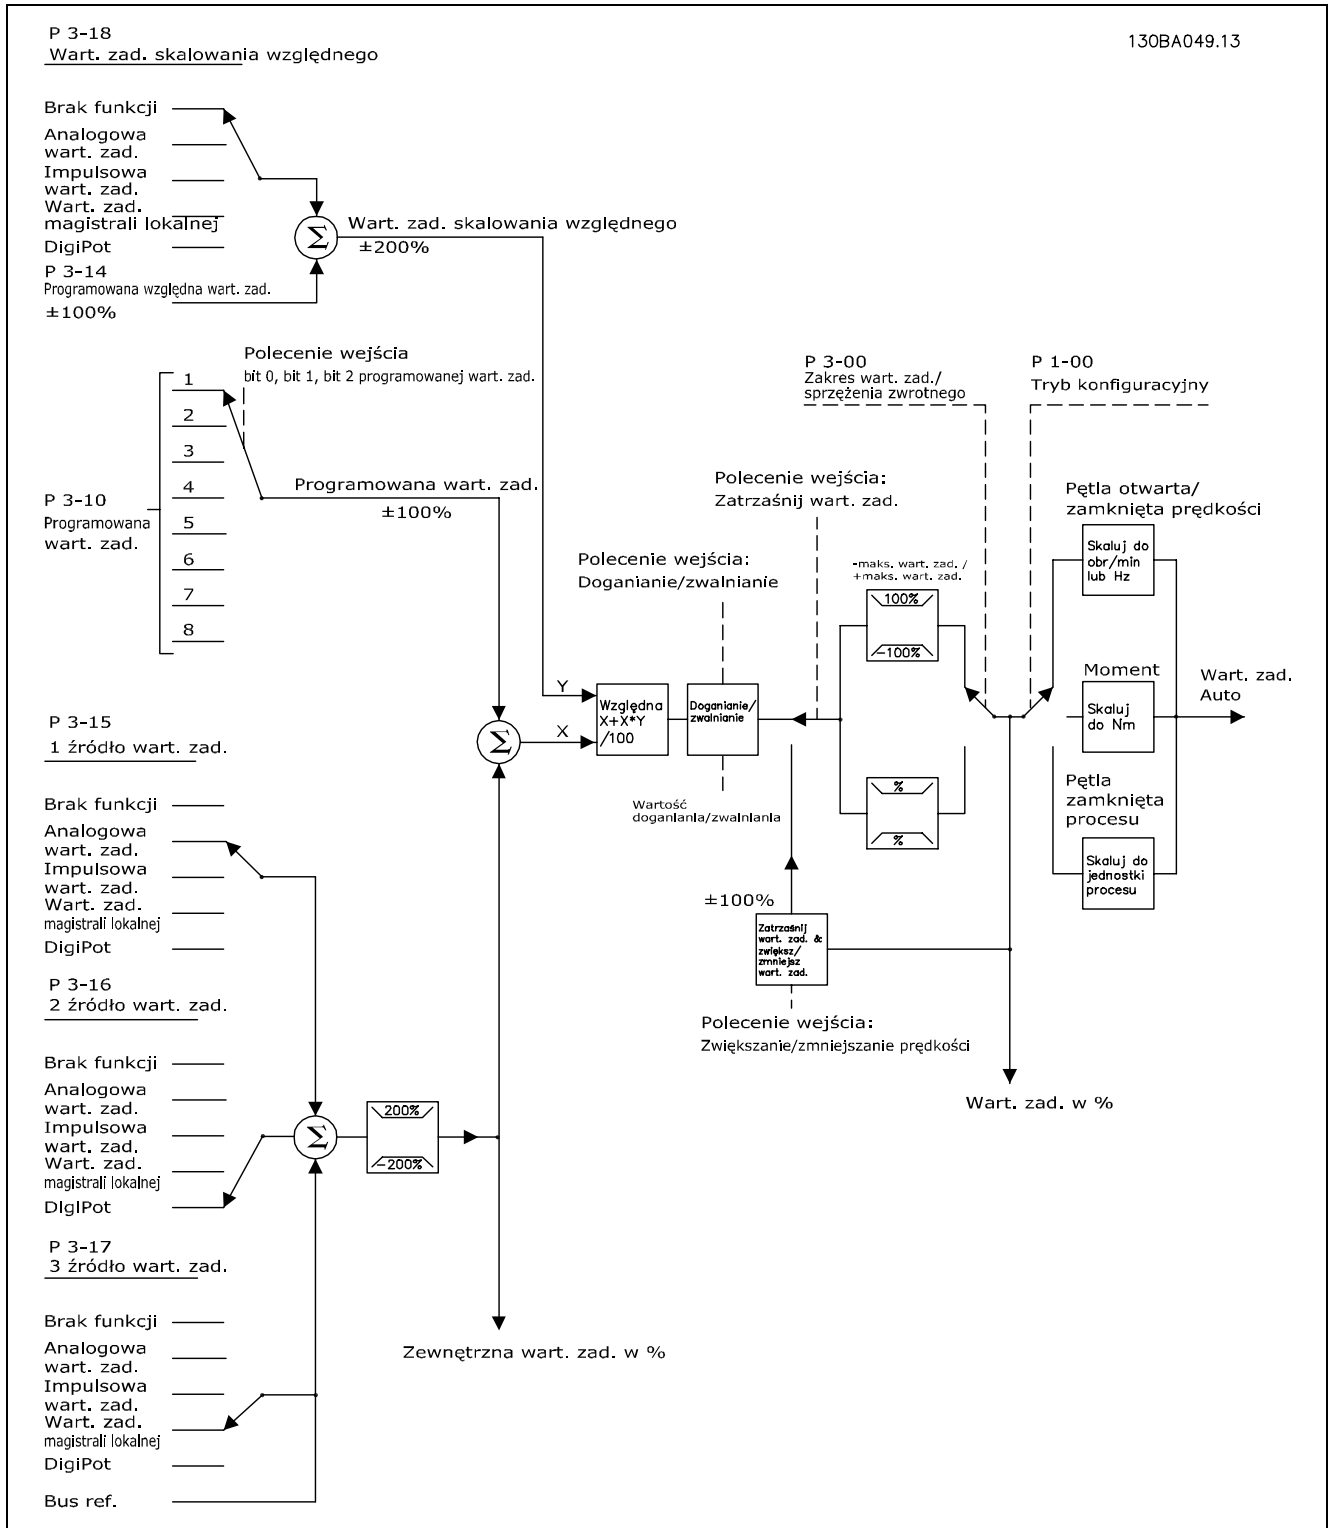 P 3-18
Wart. zad. skalowania względnego
130BA049.13
Brak funkcji
Analogowa
wart. zad.
Impulsowa
wart. zad.
Wart. zad.
magistrali lokalnej
DigiPot
P 3-14
Programowana względna wart. zad.
±100%
Σ
Wart. zad. skalowania względnego
±200%
Polecenie wejścia
bit 0, bit 1, bit 2 programowanej wart. zad.
1
2
3
4
5
6
7
8
P 3-10
Programowana
wart. zad.
Programowana wart. zad.
±100%
P 3-00
Zakres wart. zad./
sprzężenia zwrotnego
P 1-00
Tryb konfiguracyjny
Polecenie wejścia:
Zatrzaśnij wart. zad.
Polecenie wejścia:
Doganianie/zwalnianie
-maks. wart. zad. /
+maks. wart. zad.
100%
-100%
Pętla otwarta/
zamknięta prędkości
Skaluj do
obr/min
lub Hz
Y
X
Σ
Względna
X+X*Y
/100
Doganianie/
zwalnianie
Wartość
doganiania/zwalniania
%
%
Moment
Skaluj
do Nm
Wart. zad.
Auto
Pętla
zamknięta
procesu
Skaluj do
jednostki
procesu
±100%
Zatrzaśnij
wart. zad. &
zwiększ/
zmniejsz
wart. zad.
Polecenie wejścia:
Zwiększanie/zmniejszanie prędkości
Wart. zad. w %
P 3-15
1 źródło wart. zad.
Brak funkcji
Analogowa
wart. zad.
Impulsowa
wart. zad.
Wart. zad.
magistrali lokalnej
DigiPot
P 3-16
2 źródło wart. zad.
Brak funkcji
Analogowa
wart. zad.
Impulsowa
wart. zad.
Wart. zad.
magistrali lokalnej
DigiPot
Σ
200%
-200%
P 3-17
3 źródło wart. zad.
Brak funkcji
Analogowa
wart. zad.
Impulsowa
wart. zad.
Wart. zad.
magistrali lokalnej
DigiPot
Bus ref.
Zewnętrzna wart. zad. w %